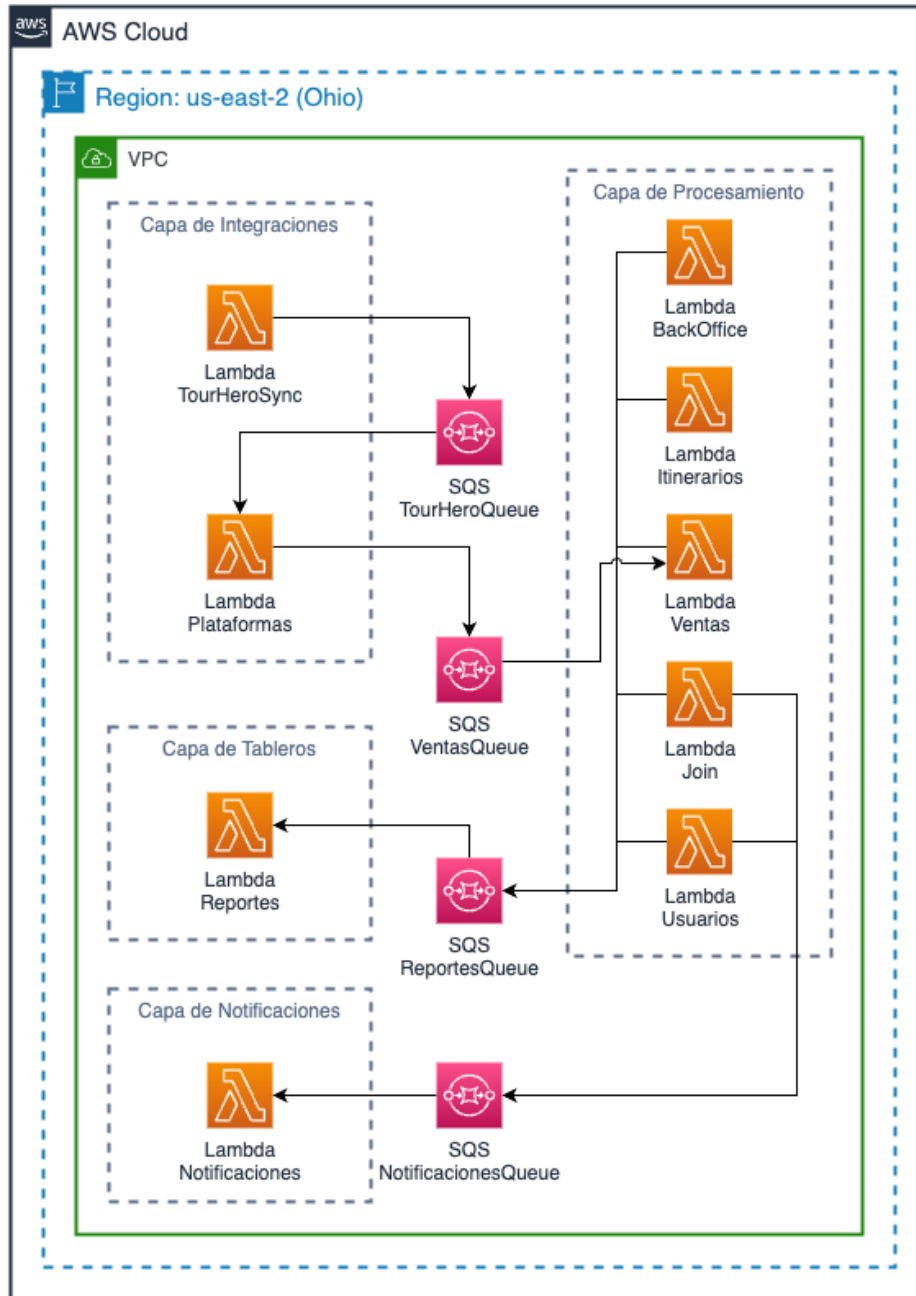 aws
AWS Cloud
Region: us-east-2 (Ohio)
VPC
Capa de Integraciones
Lambda
TourHeroSync
SQS
TourHeroQueue
Lambda
Plataformas
SQS
VentasQueue
Capa de Procesamiento
Lambda
BackOffice
Lambda
Itinerarios
Lambda
Ventas
Lambda
Join
Lambda
Usuarios
Capa de Tableros
Lambda
Reportes
SQS
ReportesQueue
Capa de Notificaciones
Lambda
Notificaciones
SQS
NotificacionesQueue